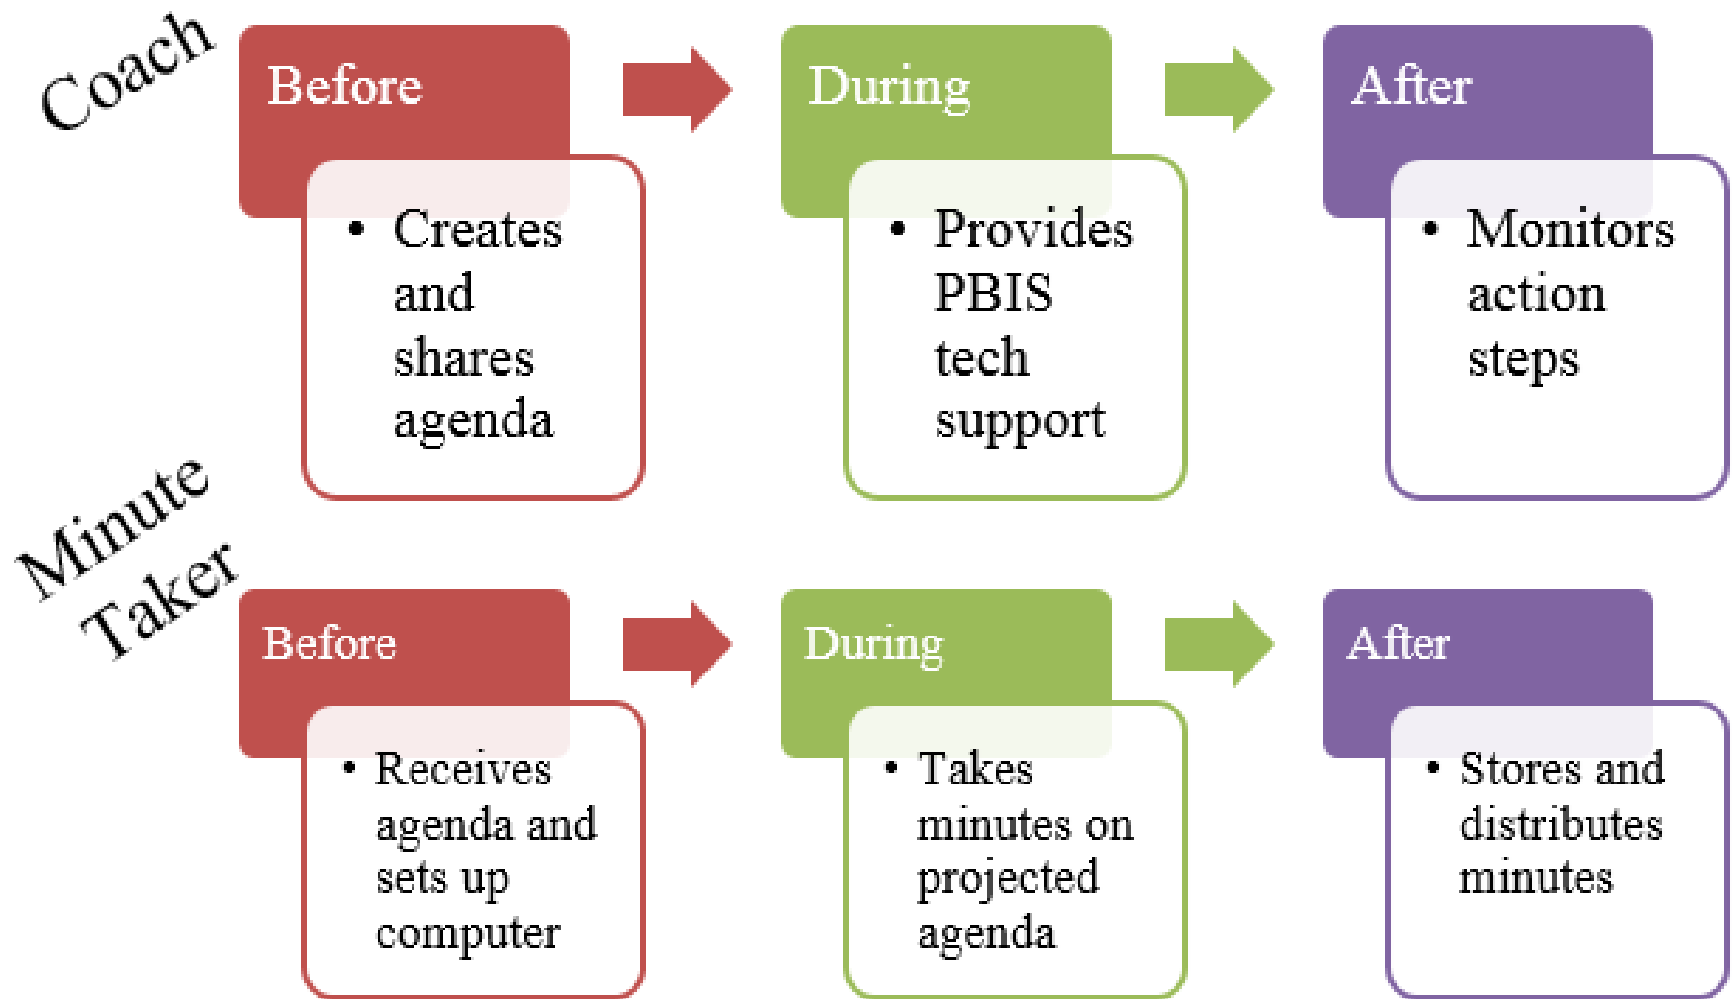 Coach
Before
During
After
• Creates
and
shares
agenda
• Provides
PBIS
tech
support
• Monitors
action
steps
Minute
Taker
Before
During
After
• Receives
agenda and
sets up
computer
• Takes
minutes on
projected
agenda
• Stores and
distributes
minutes